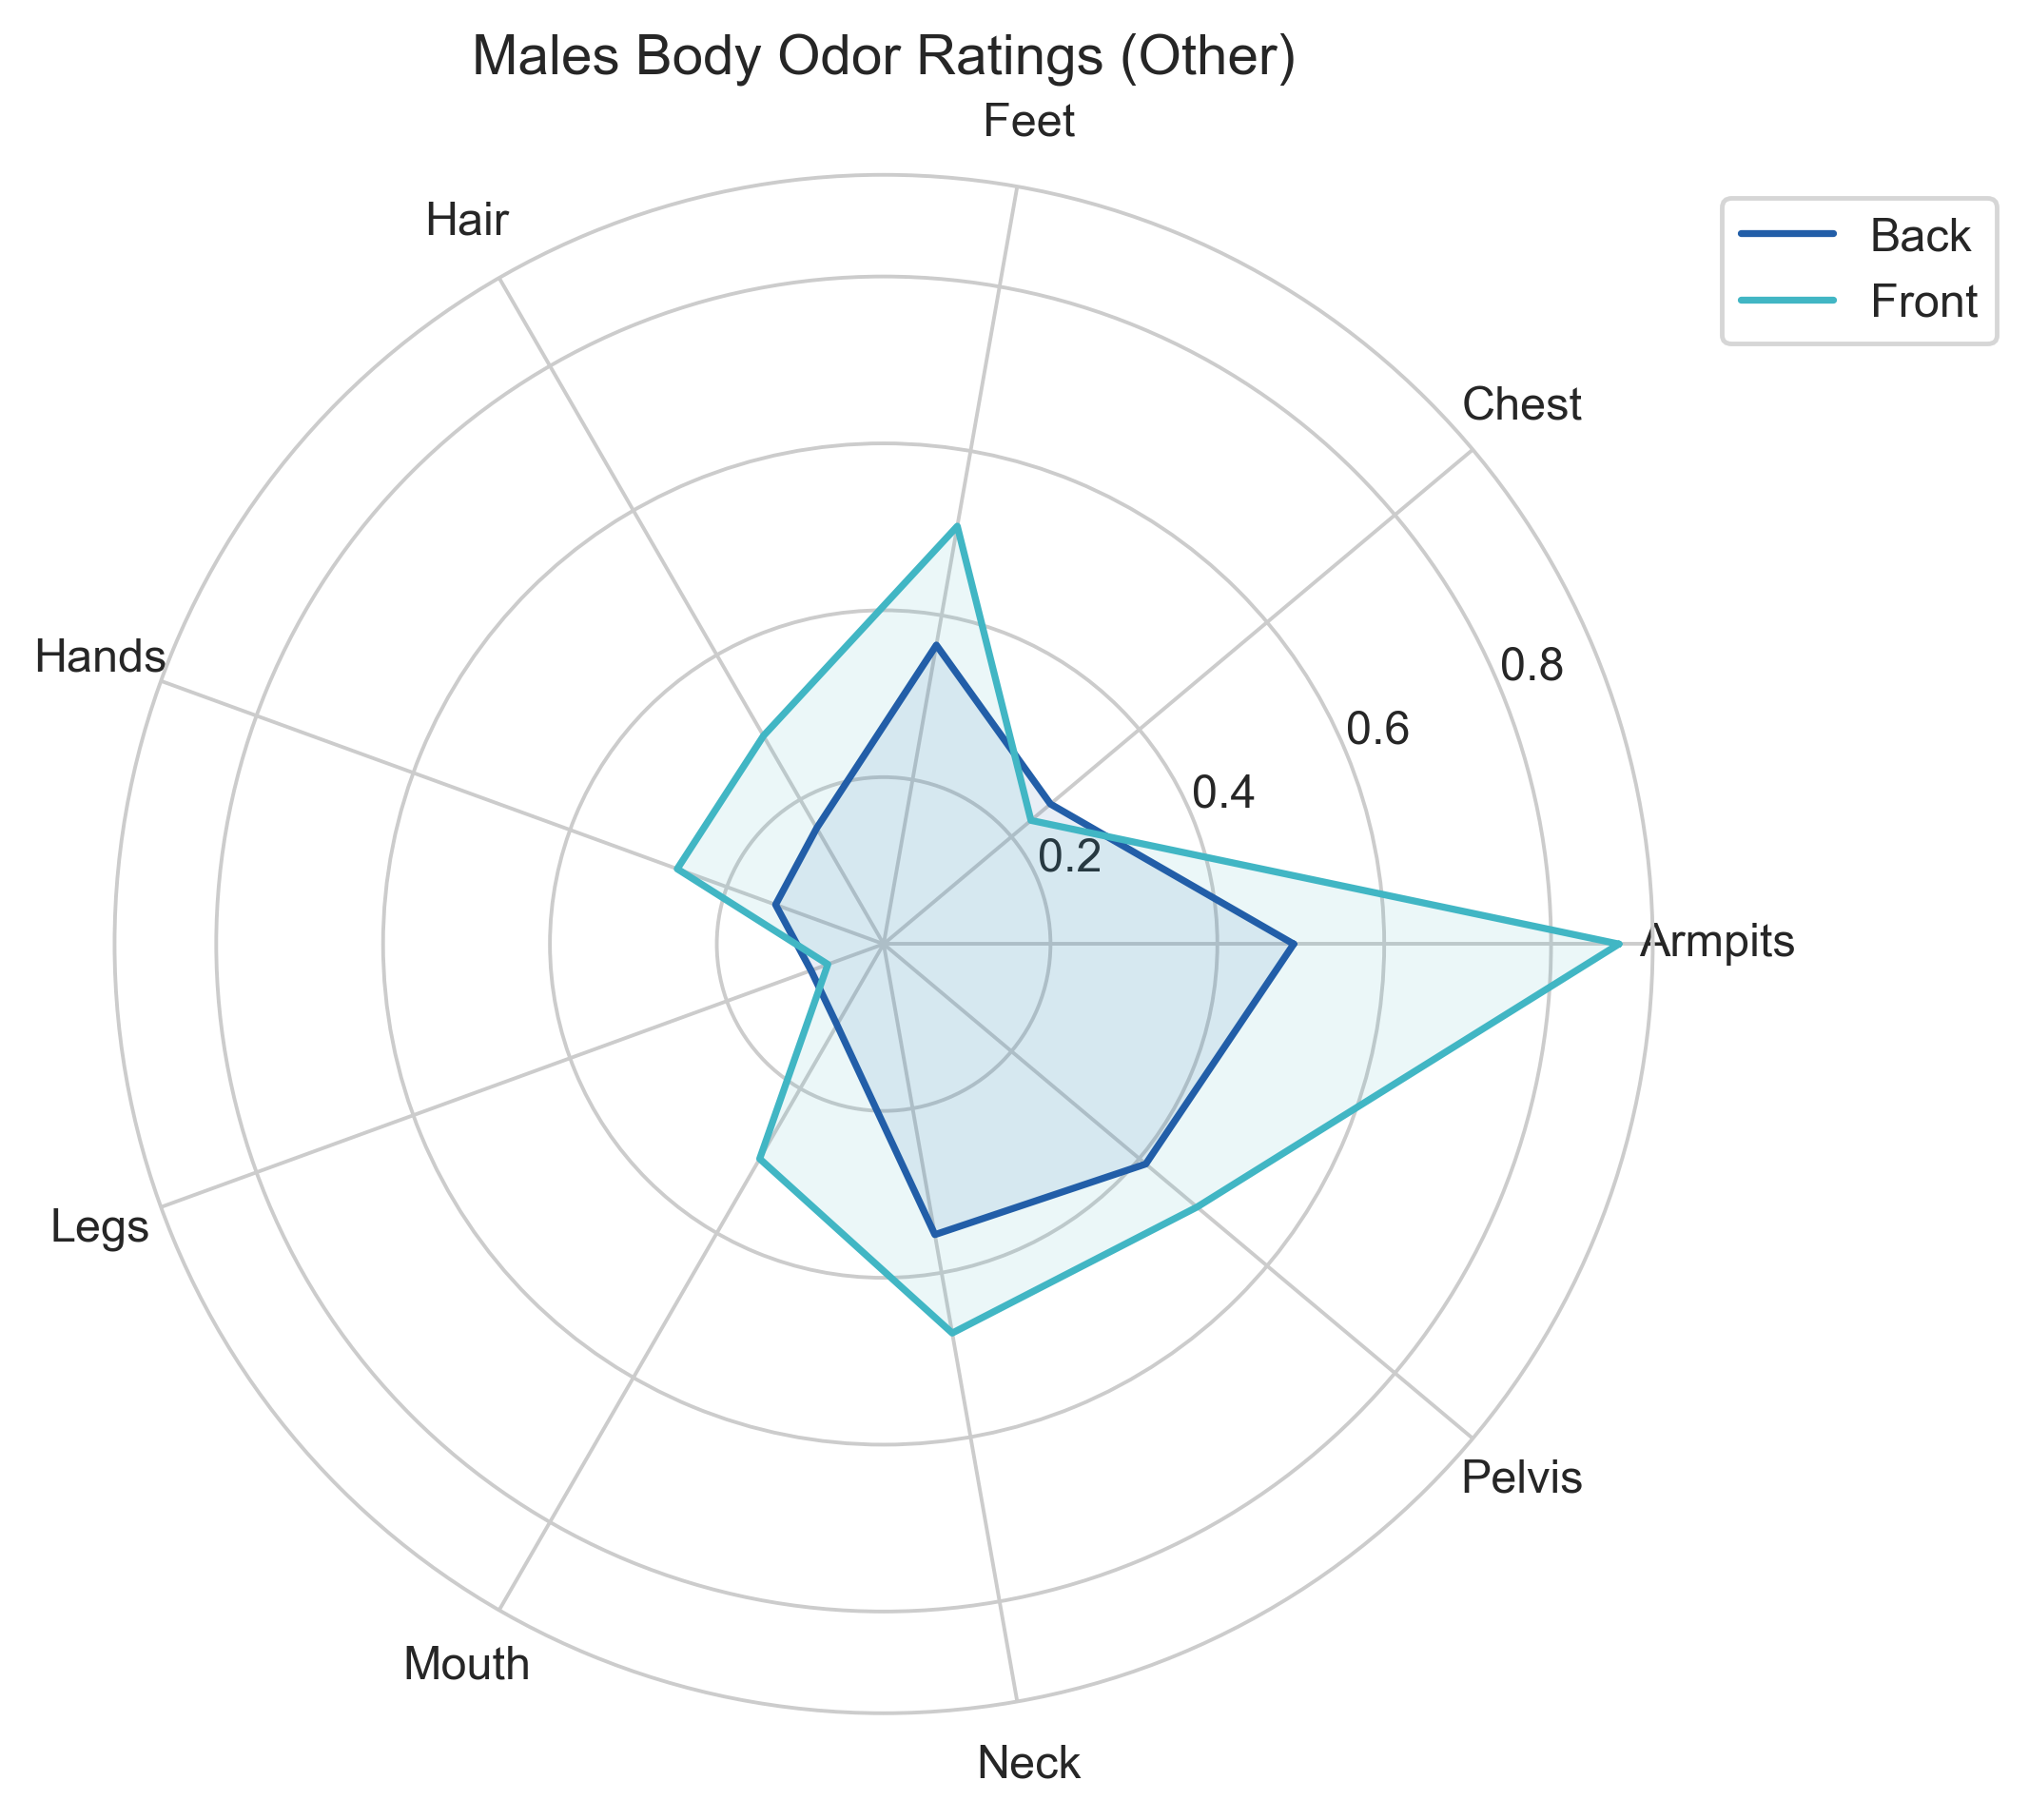 Males Body Odor Ratings (Other)
Feet
Hair
Back
Front
Chest
Hands
0.8
0.6
0.4
0.2
Armpits
Legs
Pelvis
Mouth
Neck